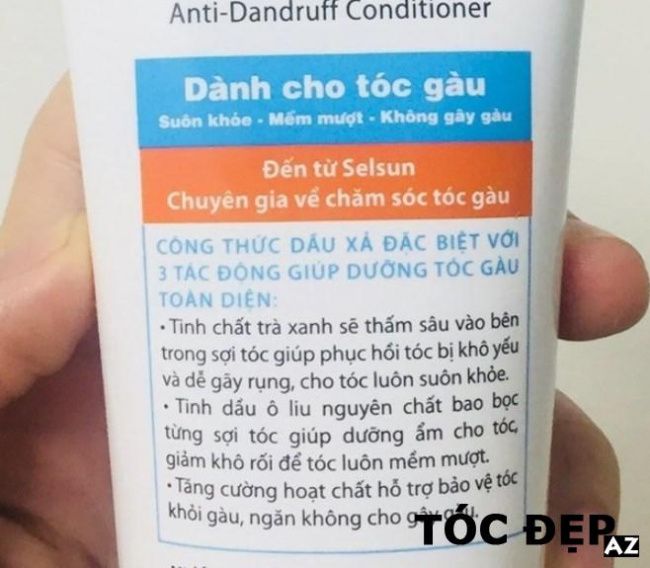 Anti-Dandruff Conditioner
Dành cho tóc gàu
Suôn khỏe - Mềm mượt - Không gây gàu
Đến từ Selsun
Chuyên gia về chăm sóc tóc gàu
CÔNG THỨC DẦU XẢ ĐẶC BIỆT VỚI
3 TÁC ĐỘNG GIÚP DƯỠNG TÓC GÀU
TOÀN DIỆN:
• Tinh chất trà xanh sẽ thấm sâu vào bên
trong sợi tóc giúp phục hồi tóc bị khô yếu
và dễ gãy rụng, cho tóc luôn suôn khỏe.
• Tinh dầu ô liu nguyên chất bao bọc
từng sợi tóc giúp dưỡng ẩm cho tóc,
giảm khô rối để tóc luôn mềm mượt.
• Tăng cường hoạt chất hỗ trợ bảo vệ tóc
khỏi gàu, ngăn không cho gây gàu.
TÓC ĐẸP AZ